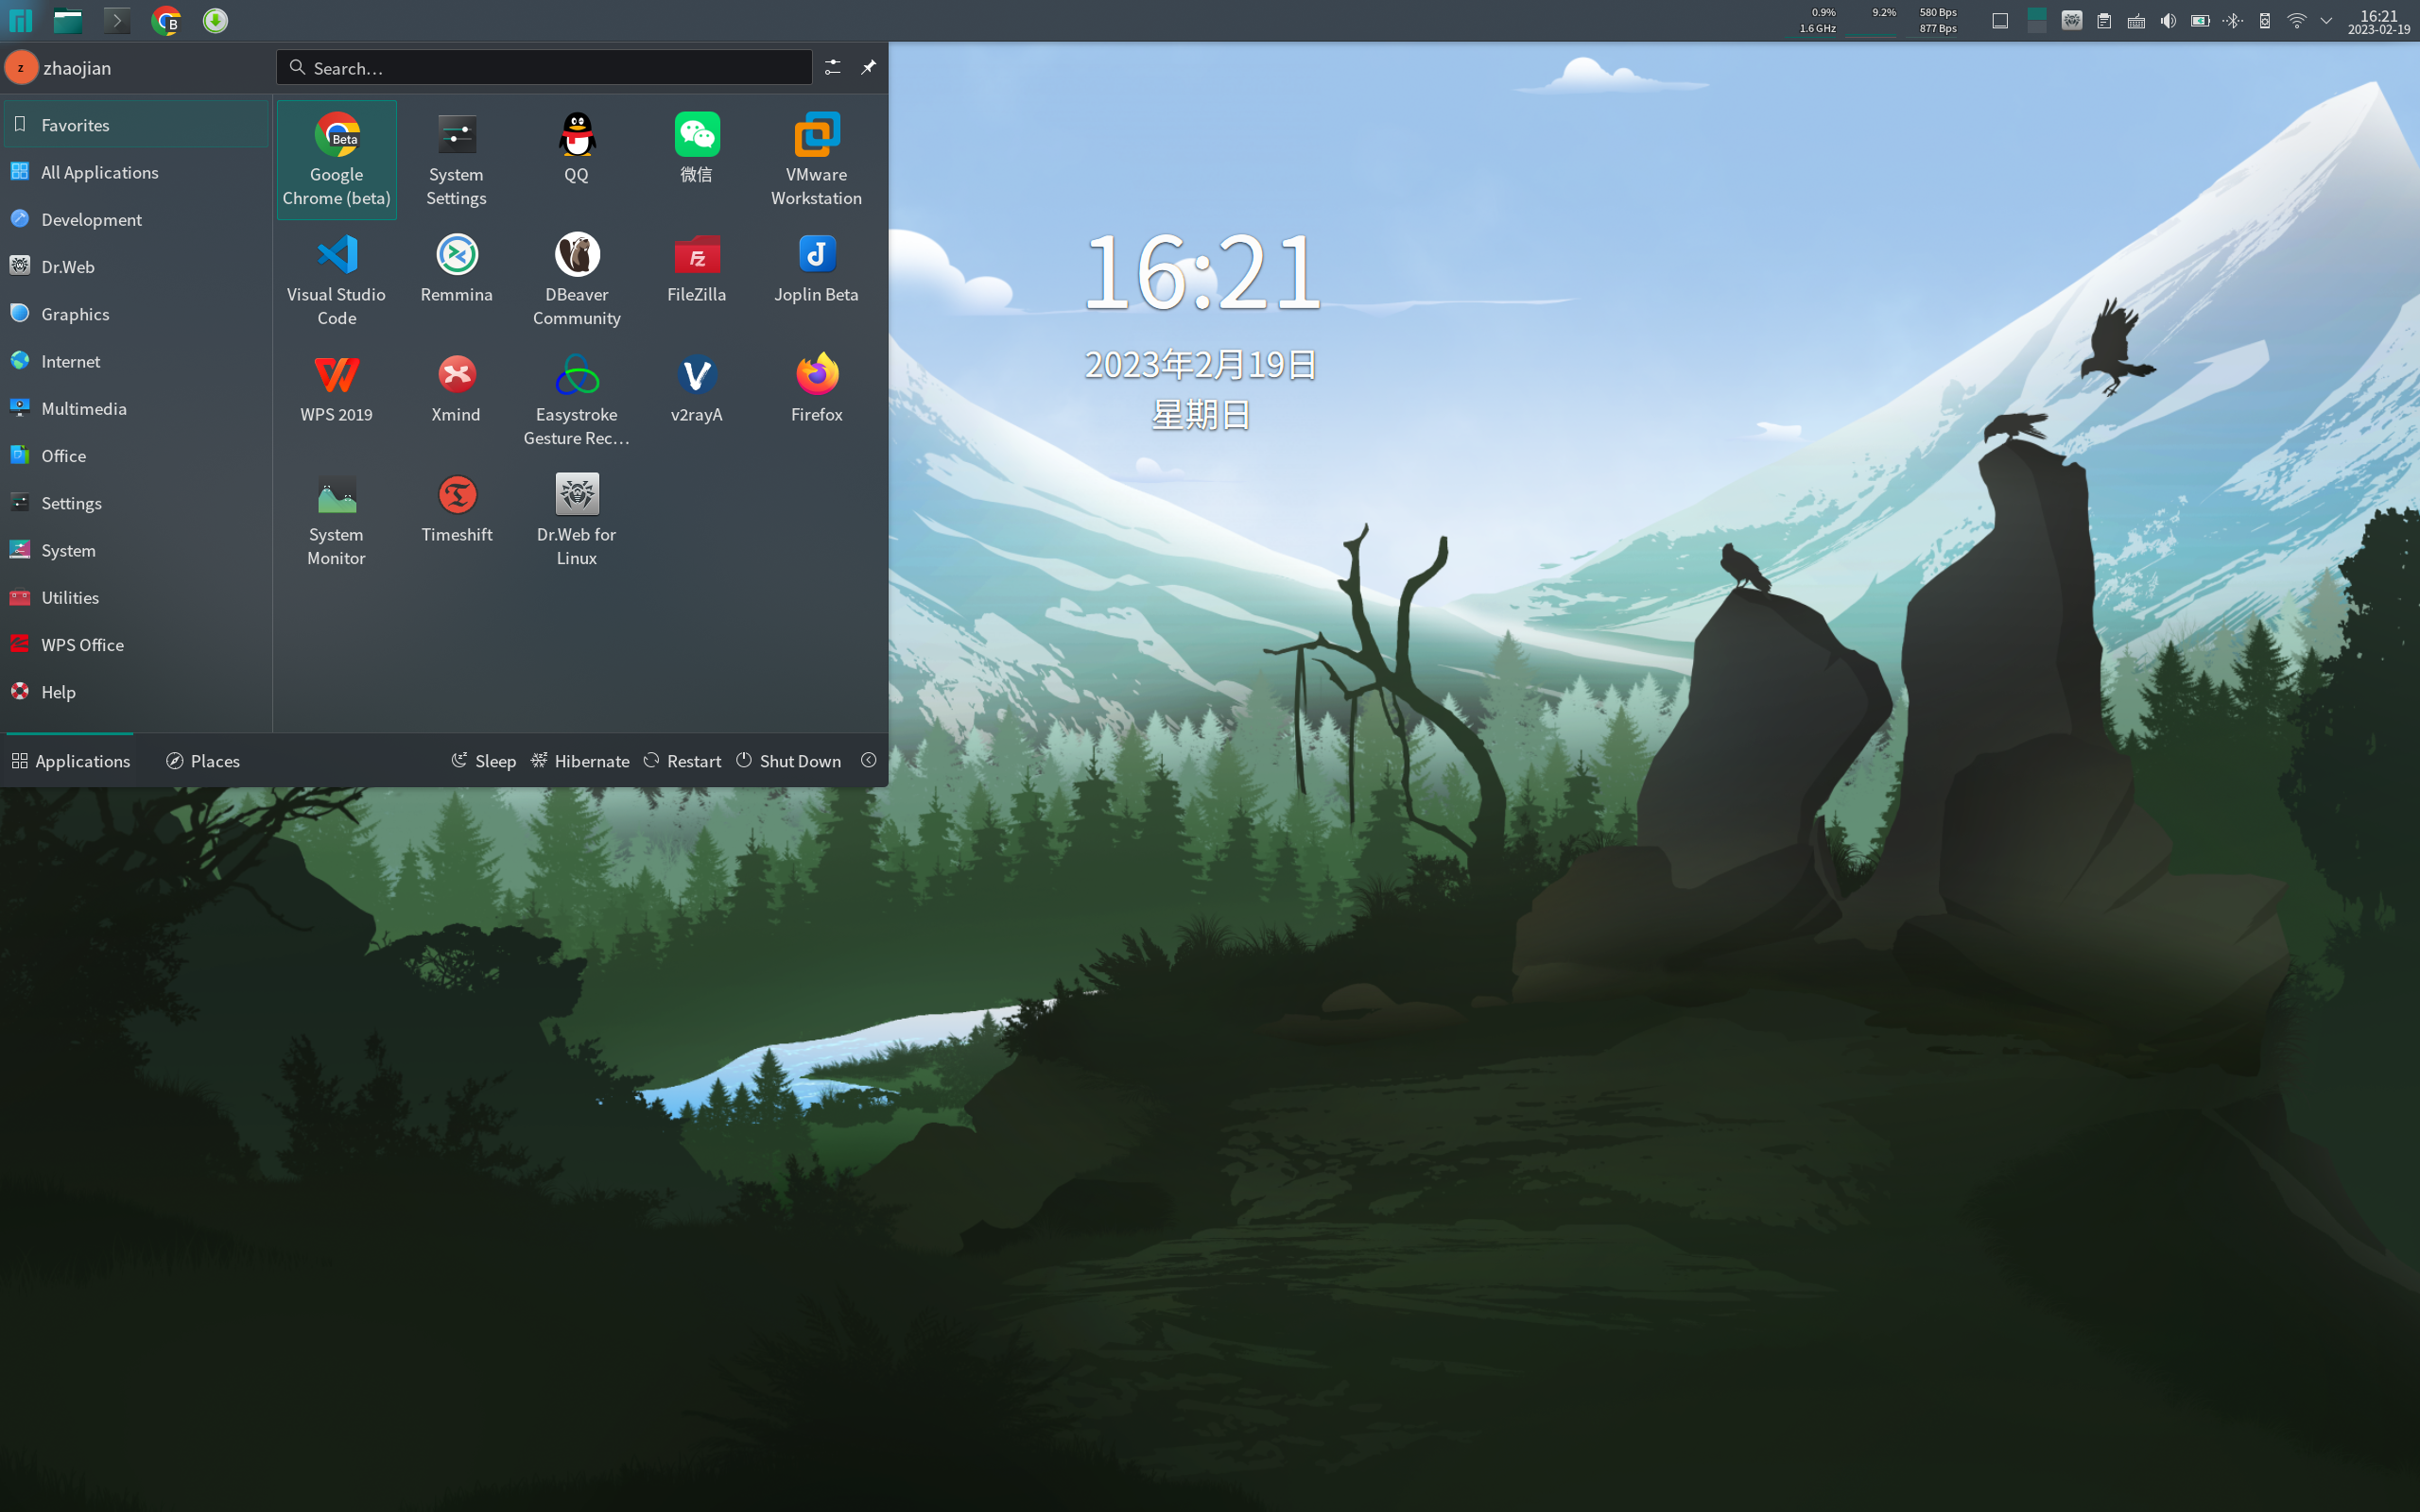 0.9%
1.6 GHz
9.2%
580 Bps
877 Bps
16:21
2023-02-19
z
zhaojian
Search...
Favorites
All Applications
Development
Dr.Web
Graphics
Internet
Multimedia
Office
Settings
System
Utilities
WPS Office
Help
Beta
Google
Chrome (beta)
System
Settings
QQ
微信
VMware
Workstation
Visual Studio
Code
Remmina
DBeaver
Community
Fz
FileZilla
J
Joplin Beta
WPS 2019
Xmind
Easystroke
Gesture Rec...
V
v2rayA
Firefox
System
Monitor
Timeshift
Dr.Web for
Linux
Applications
Places
Sleep
Hibernate
Restart
Shut Down
16:21
2023年2月19日
星期日